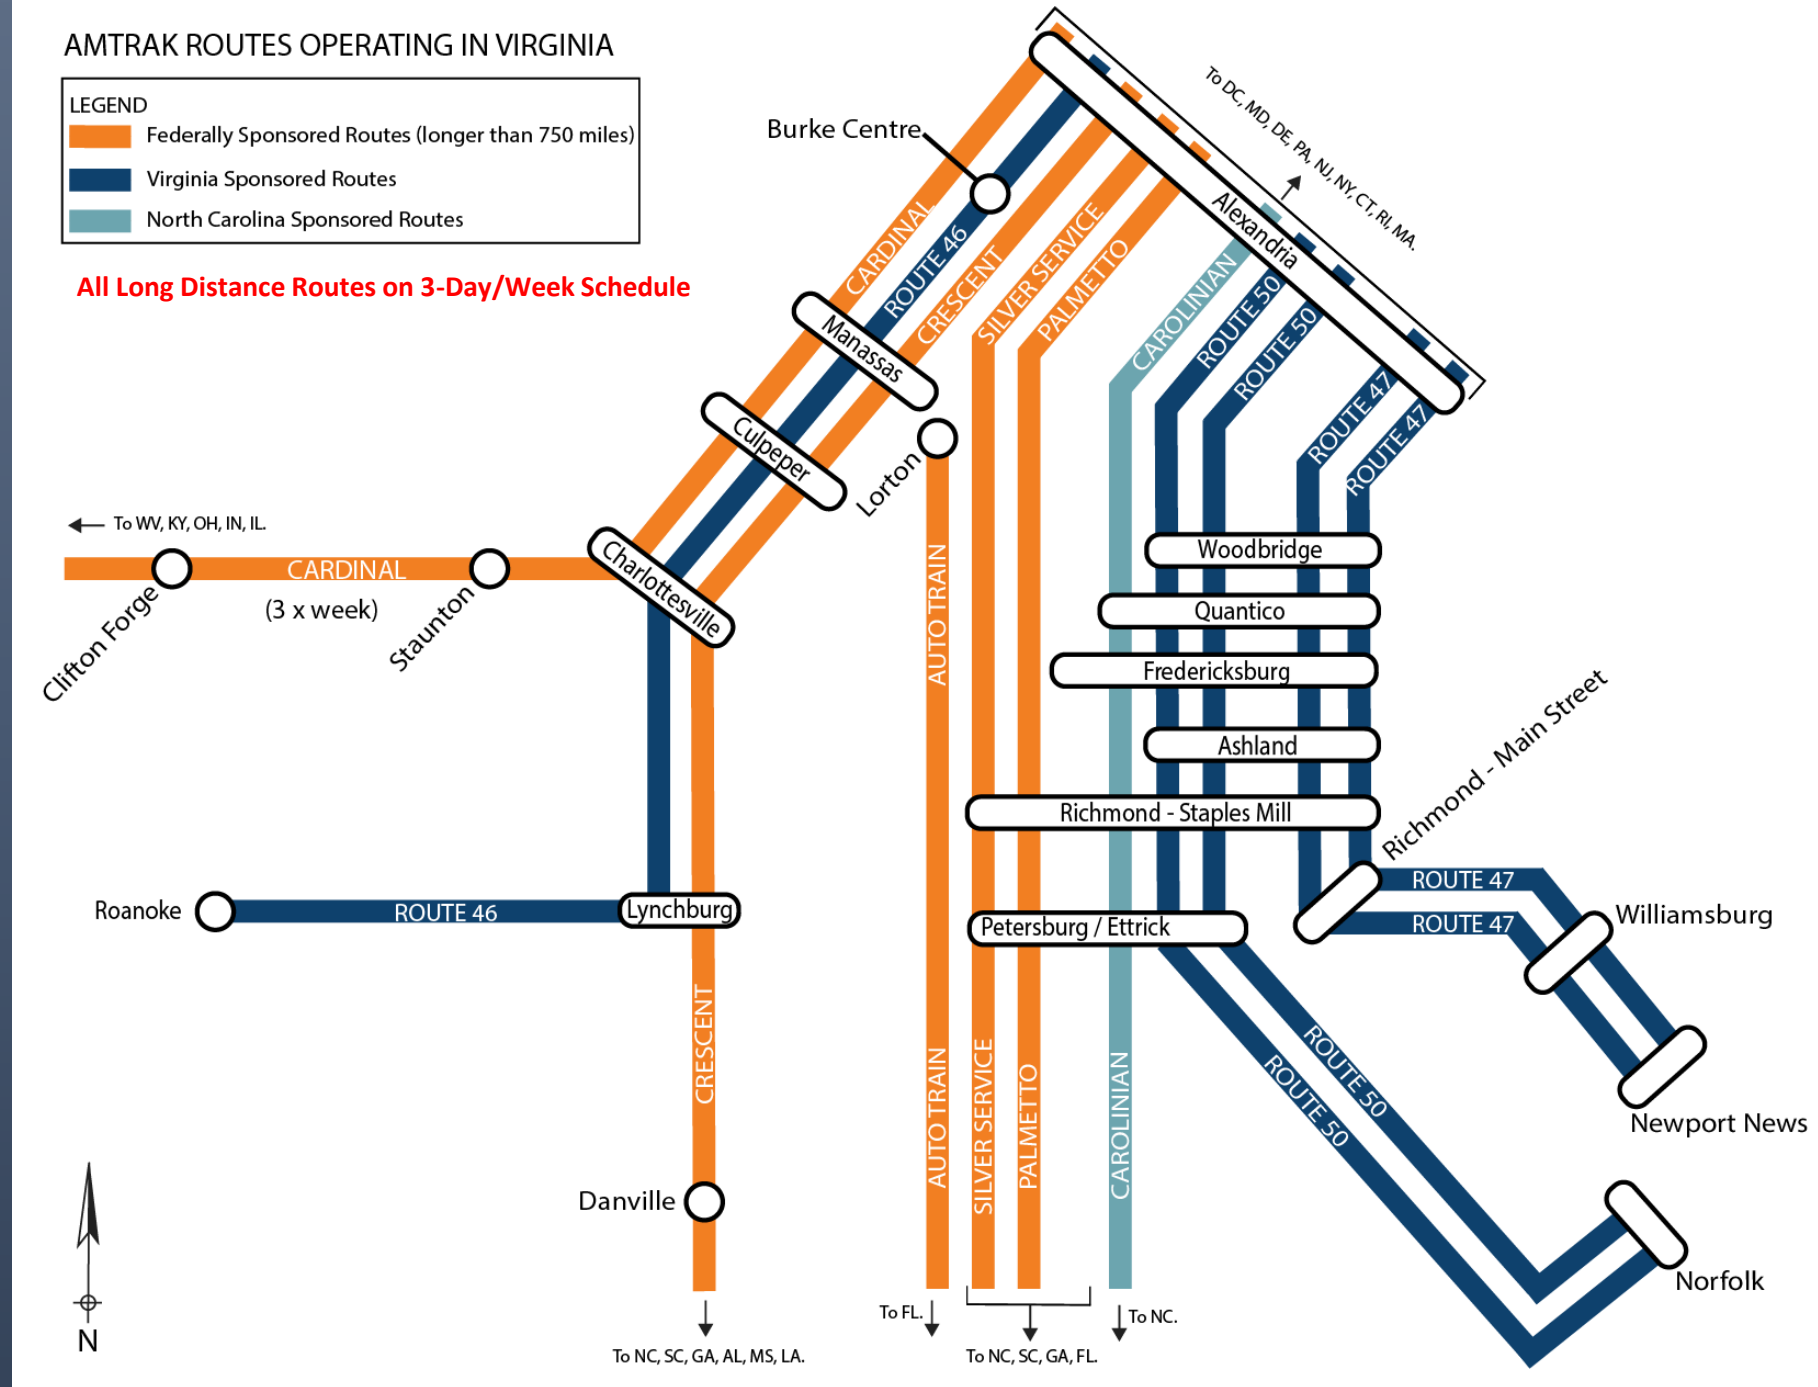 AMTRAK ROUTES OPERATING IN VIRGINIA
LEGEND
Federally Sponsored Routes (longer than 750 miles)
Virginia Sponsored Routes
North Carolina Sponsored Routes
All Long Distance Routes on 3-Day/Week Schedule
Burke Centre
To DC, MD, DE, PA, NJ, NY, CT, RI, MA.
Alexandria
CARDINAL
ROUTE 46
CRESCENT
SILVER SERVICE
PALMETTO
CAROLINIAN
ROUTE 50
ROUTE 50
ROUTE 47
ROUTE 47
Manassas
Culpeper
Lorton
To WV, KY, OH, IN, IL.
CARDINAL
(3 x week)
Clifton Forge
Staunton
Charlottesville
AUTO TRAIN
Woodbridge
Quantico
Fredericksburg
Ashland
Richmond - Staples Mill
Richmond - Main Street
ROUTE 47
ROUTE 47
Williamsburg
Newport News
Roanoke
ROUTE 46
Lynchburg
Petersburg / Ettrick
CRESCENT
AUTO TRAIN
SILVER SERVICE
PALMETTO
CAROLINIAN
ROUTE 50
ROUTE 50
Danville
Norfolk
N
To NC, SC, GA, AL, MS, LA.
To FL.
To NC, SC, GA, FL.
To NC.